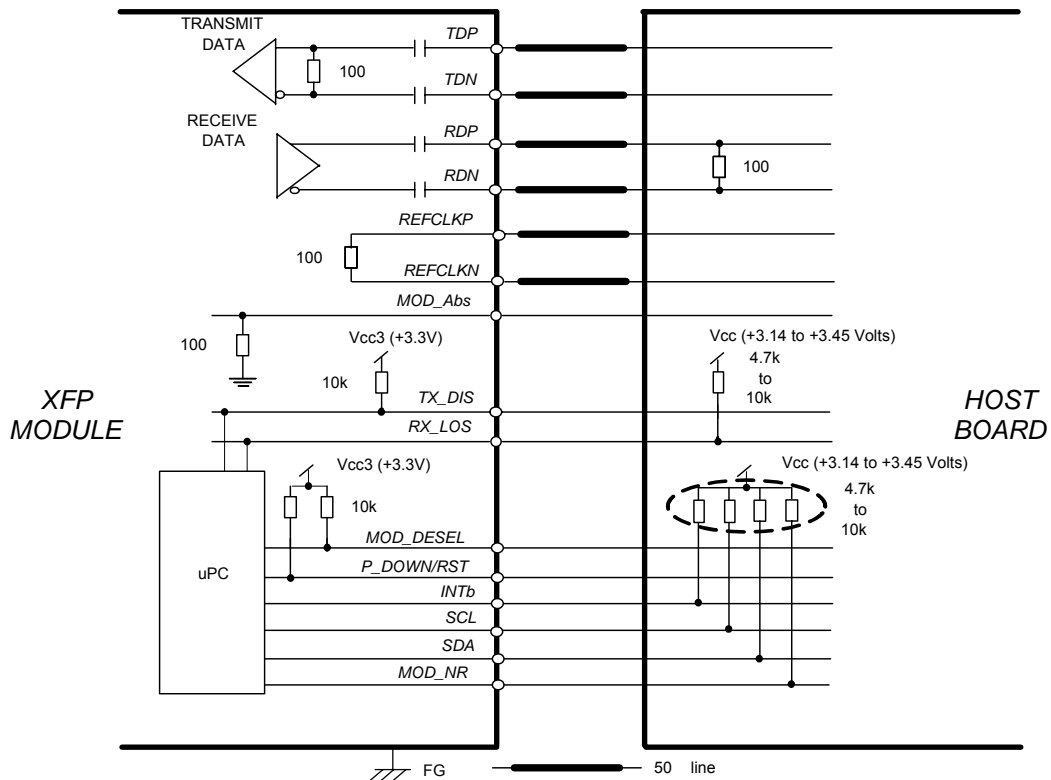 TRANSMIT
DATA
TDP
100
TDN
RECEIVE
DATA
RDP
RDN
100
REFCLKP
100
REFCLKN
MOD_Abs
100
Vcc3 (+3.3V)
10k
TX_DIS
RX_LOS
Vcc (+3.14 to +3.45 Volts)
4.7k
to
10k
XFP
MODULE
HOST
BOARD
Vcc3 (+3.3V)
10k
Vcc (+3.14 to +3.45 Volts)
4.7k
to
10k
uPC
MOD_DESEL
P_DOWN/RST
INTb
SCL
SDA
MOD_NR
FG
50 line